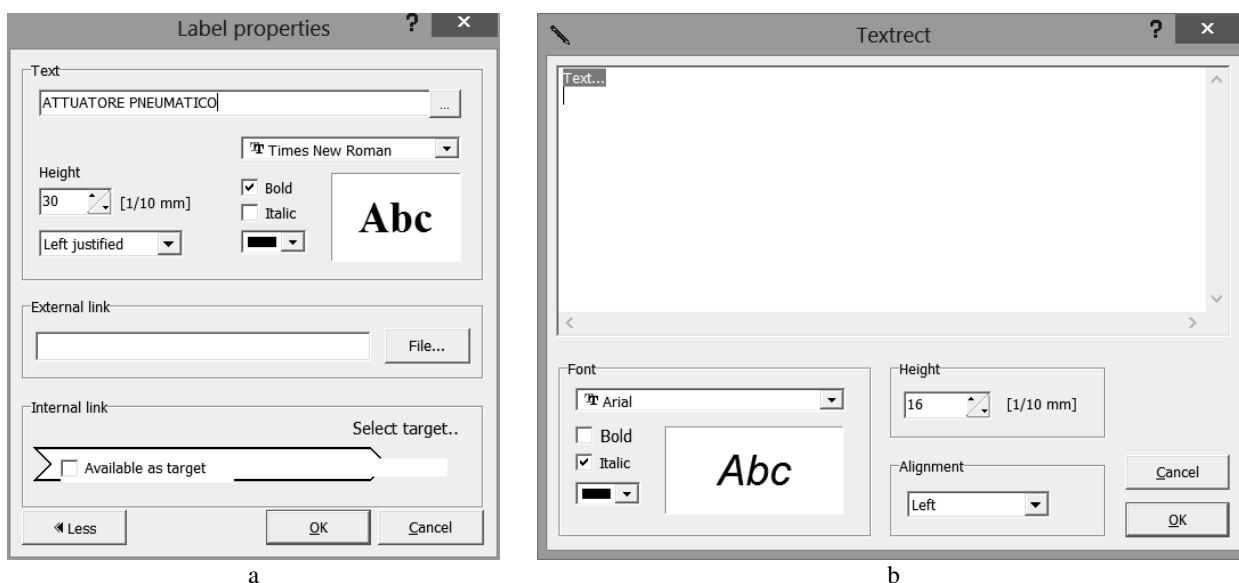 Label properties
?
×
Text
ATTUATORE PNEUMATICO
...
Times New Roman
Height
30
[1/10 mm]
Bold
Italic
Abc
Left justified
External link
File...
Internal link
Select target..
Available as target
Less
OK
Cancel
a
Textrect
?
×
Text...
Font
Arial
Bold
Italic
Abc
Height
16
[1/10 mm]
Alignment
Left
Cancel
OK
b